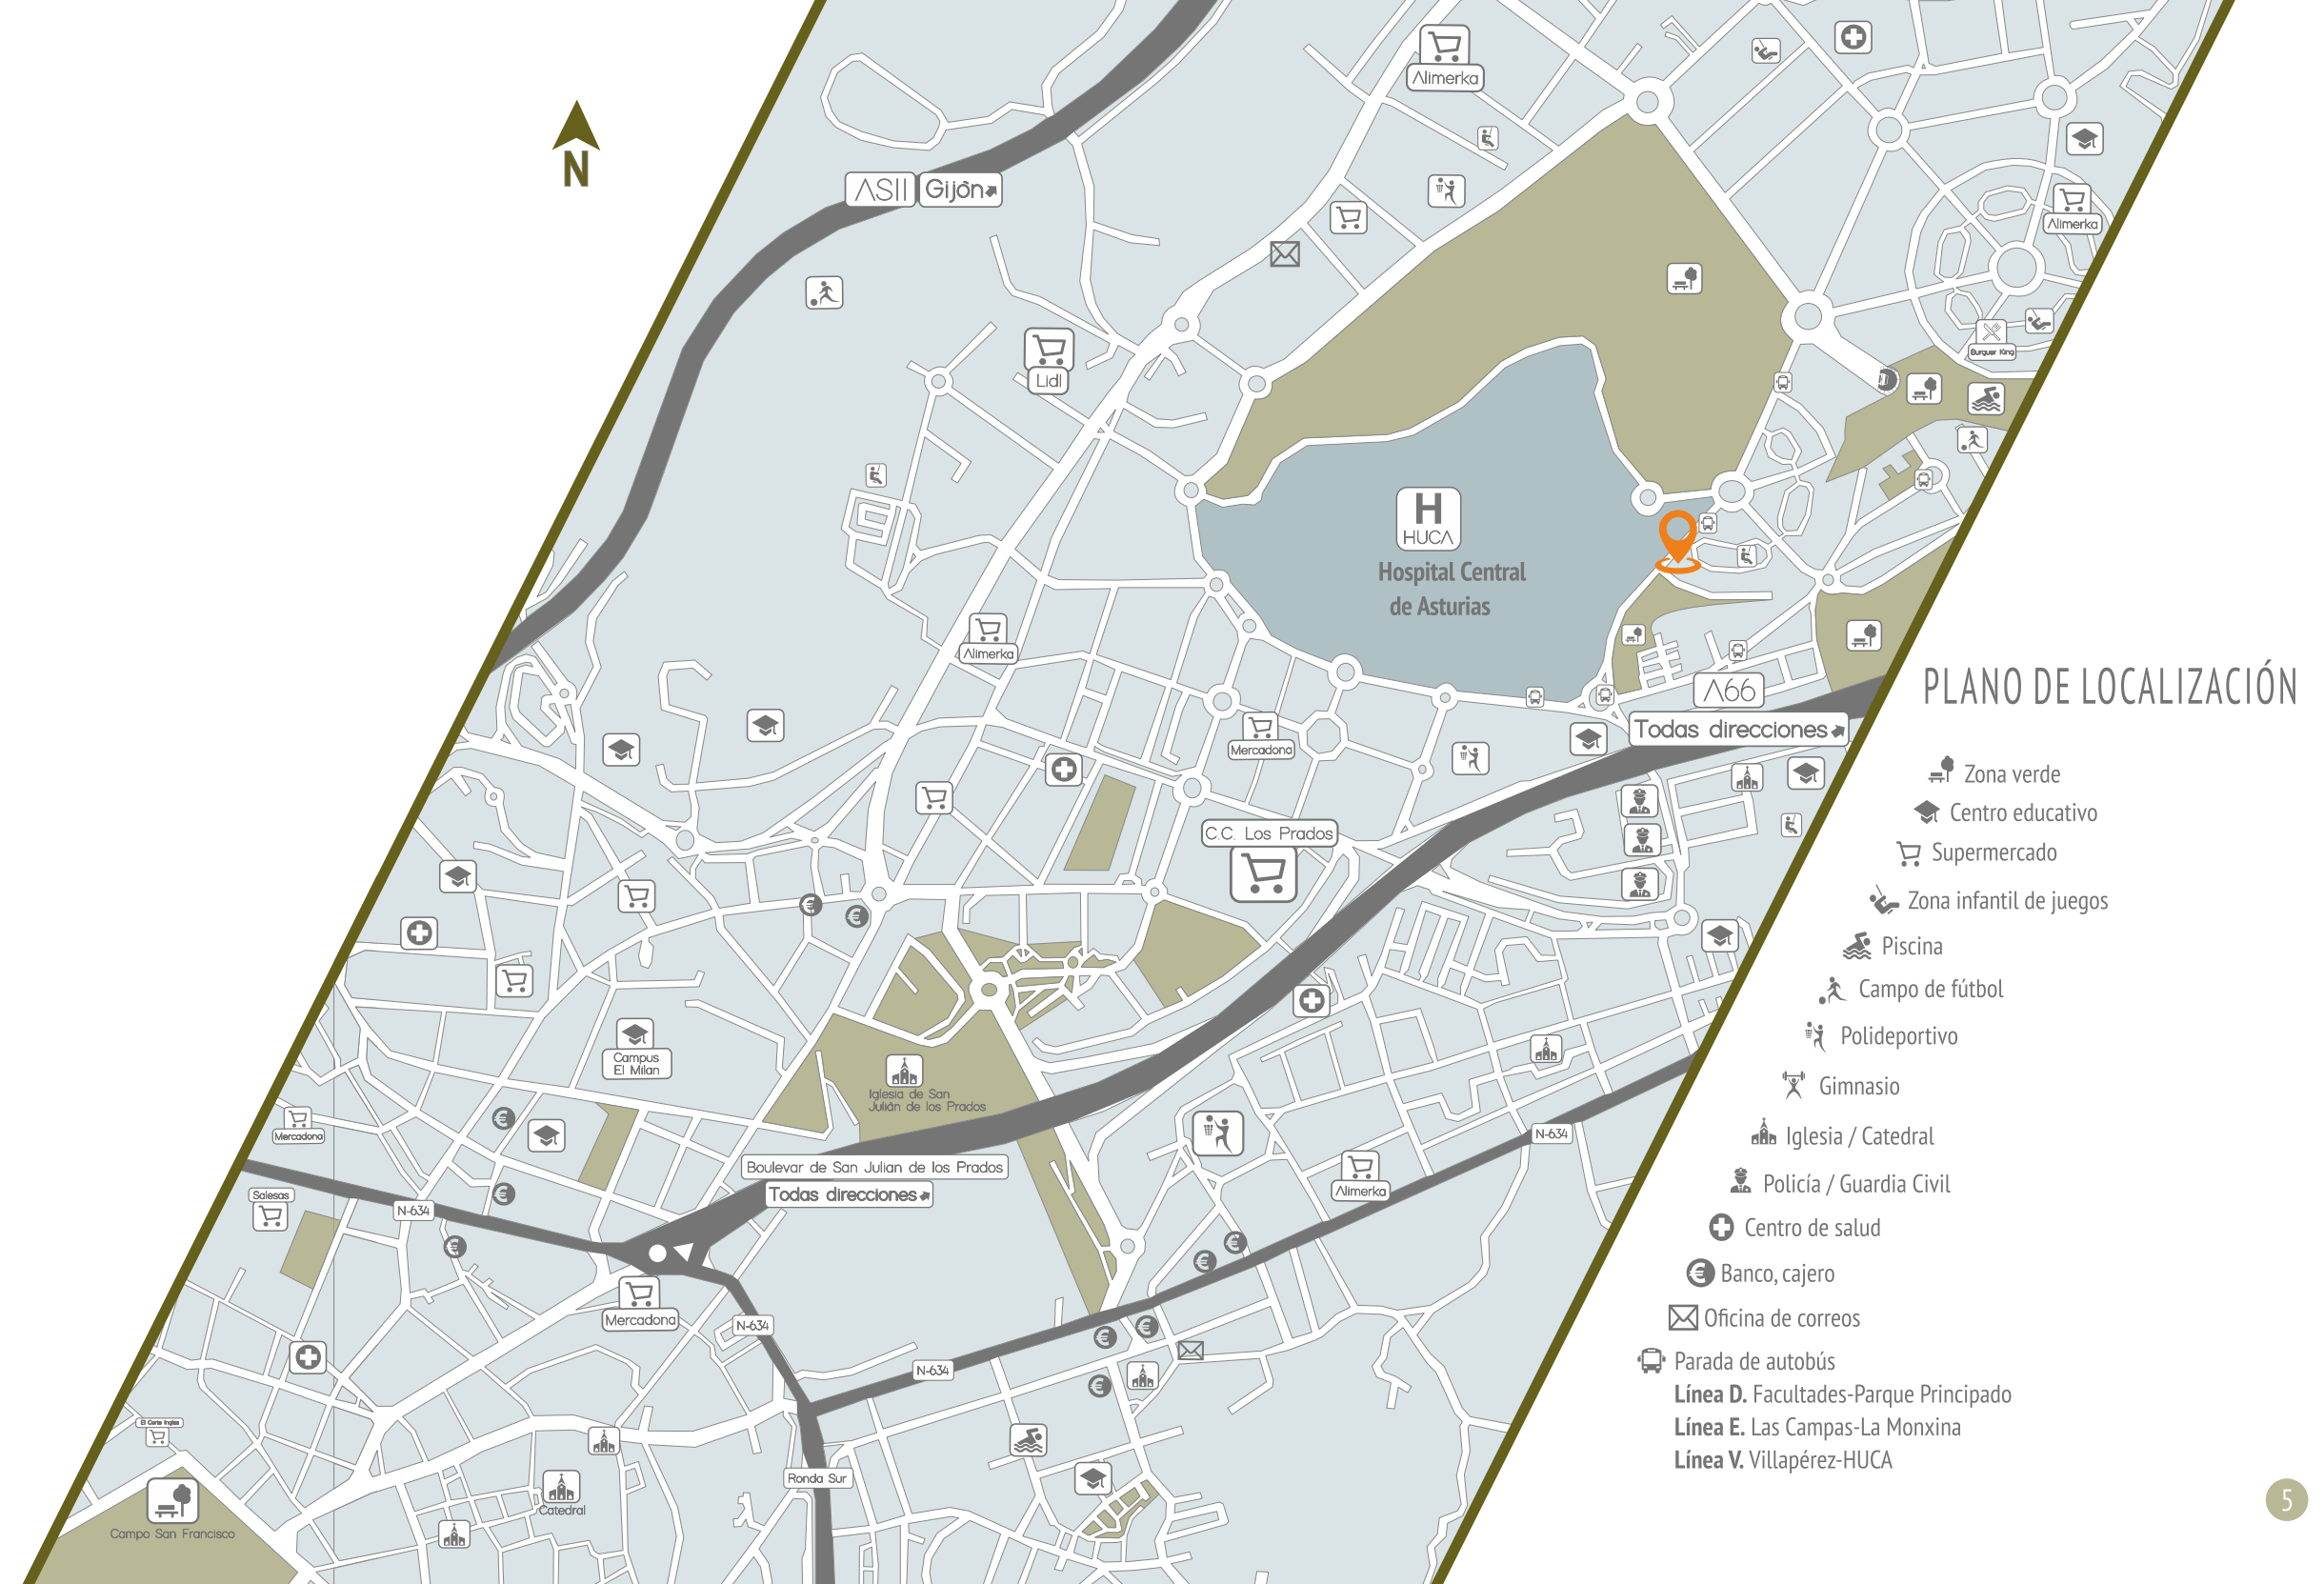 N
Alimerka
ASII Gijón
Alimerka
Lidl
Burguer King
H
HUCA
Hospital Central
de Asturias
Alimerka
A66
Todas direcciones
Mercadona
C.C. Los Prados
Campus
El Milan
Iglesia de San
Julián de los Prados
Mercadona
Boulevar de San Julian de los Prados
Todas direcciones
N-634
Alimerka
Salesas
N-634
Mercadona
N-634
N-634
El Corte Ingles
Ronda Sur
Catedral
Campo San Francisco
PLANO DE LOCALIZACIÓN
Zona verde
Centro educativo
Supermercado
Zona infantil de juegos
Piscina
Campo de fútbol
Polideportivo
Gimnasio
Iglesia / Catedral
Policía / Guardia Civil
Centro de salud
Banco, cajero
Oficina de correos
Parada de autobús
Línea D. Facultades-Parque Principado
Línea E. Las Campas-La Monxina
Línea V. Villapérez-HUCA
5